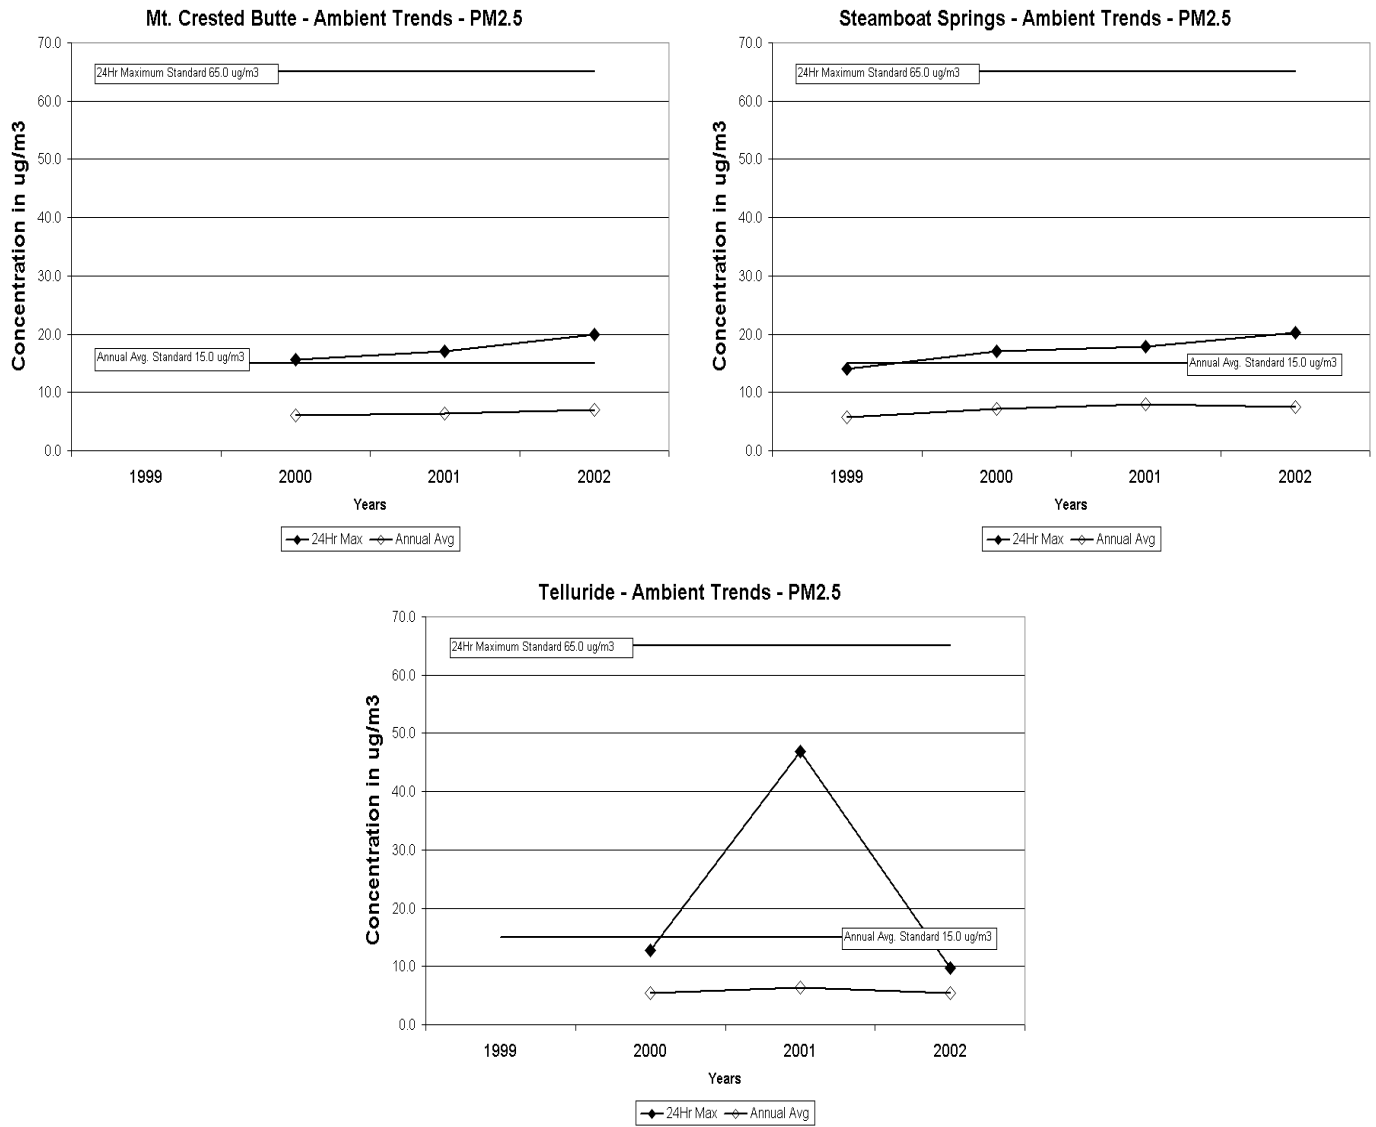 Mt. Crested Butte - Ambient Trends - PM2.5
Concentration in ug/m3
70.0
24Hr Maximum Standard 65.0 ug/m3
60.0
50.0
40.0
30.0
20.0
Annual Avg. Standard 15.0 ug/m3
10.0
0.0
1999 2000 2001 2002
Years
24Hr Max Annual Avg
Steamboat Springs - Ambient Trends - PM2.5
Concentration in ug/m3
70.0
24Hr Maximum Standard 65.0 ug/m3
60.0
50.0
40.0
30.0
20.0
Annual Avg. Standard 15.0 ug/m3
10.0
0.0
1999 2000 2001 2002
Years
24Hr Max Annual Avg
Telluride - Ambient Trends - PM2.5
Concentration in ug/m3
70.0
24Hr Maximum Standard 65.0 ug/m3
60.0
50.0
40.0
30.0
20.0
Annual Avg. Standard 15.0 ug/m3
10.0
0.0
1999 2000 2001 2002
Years
24Hr Max Annual Avg